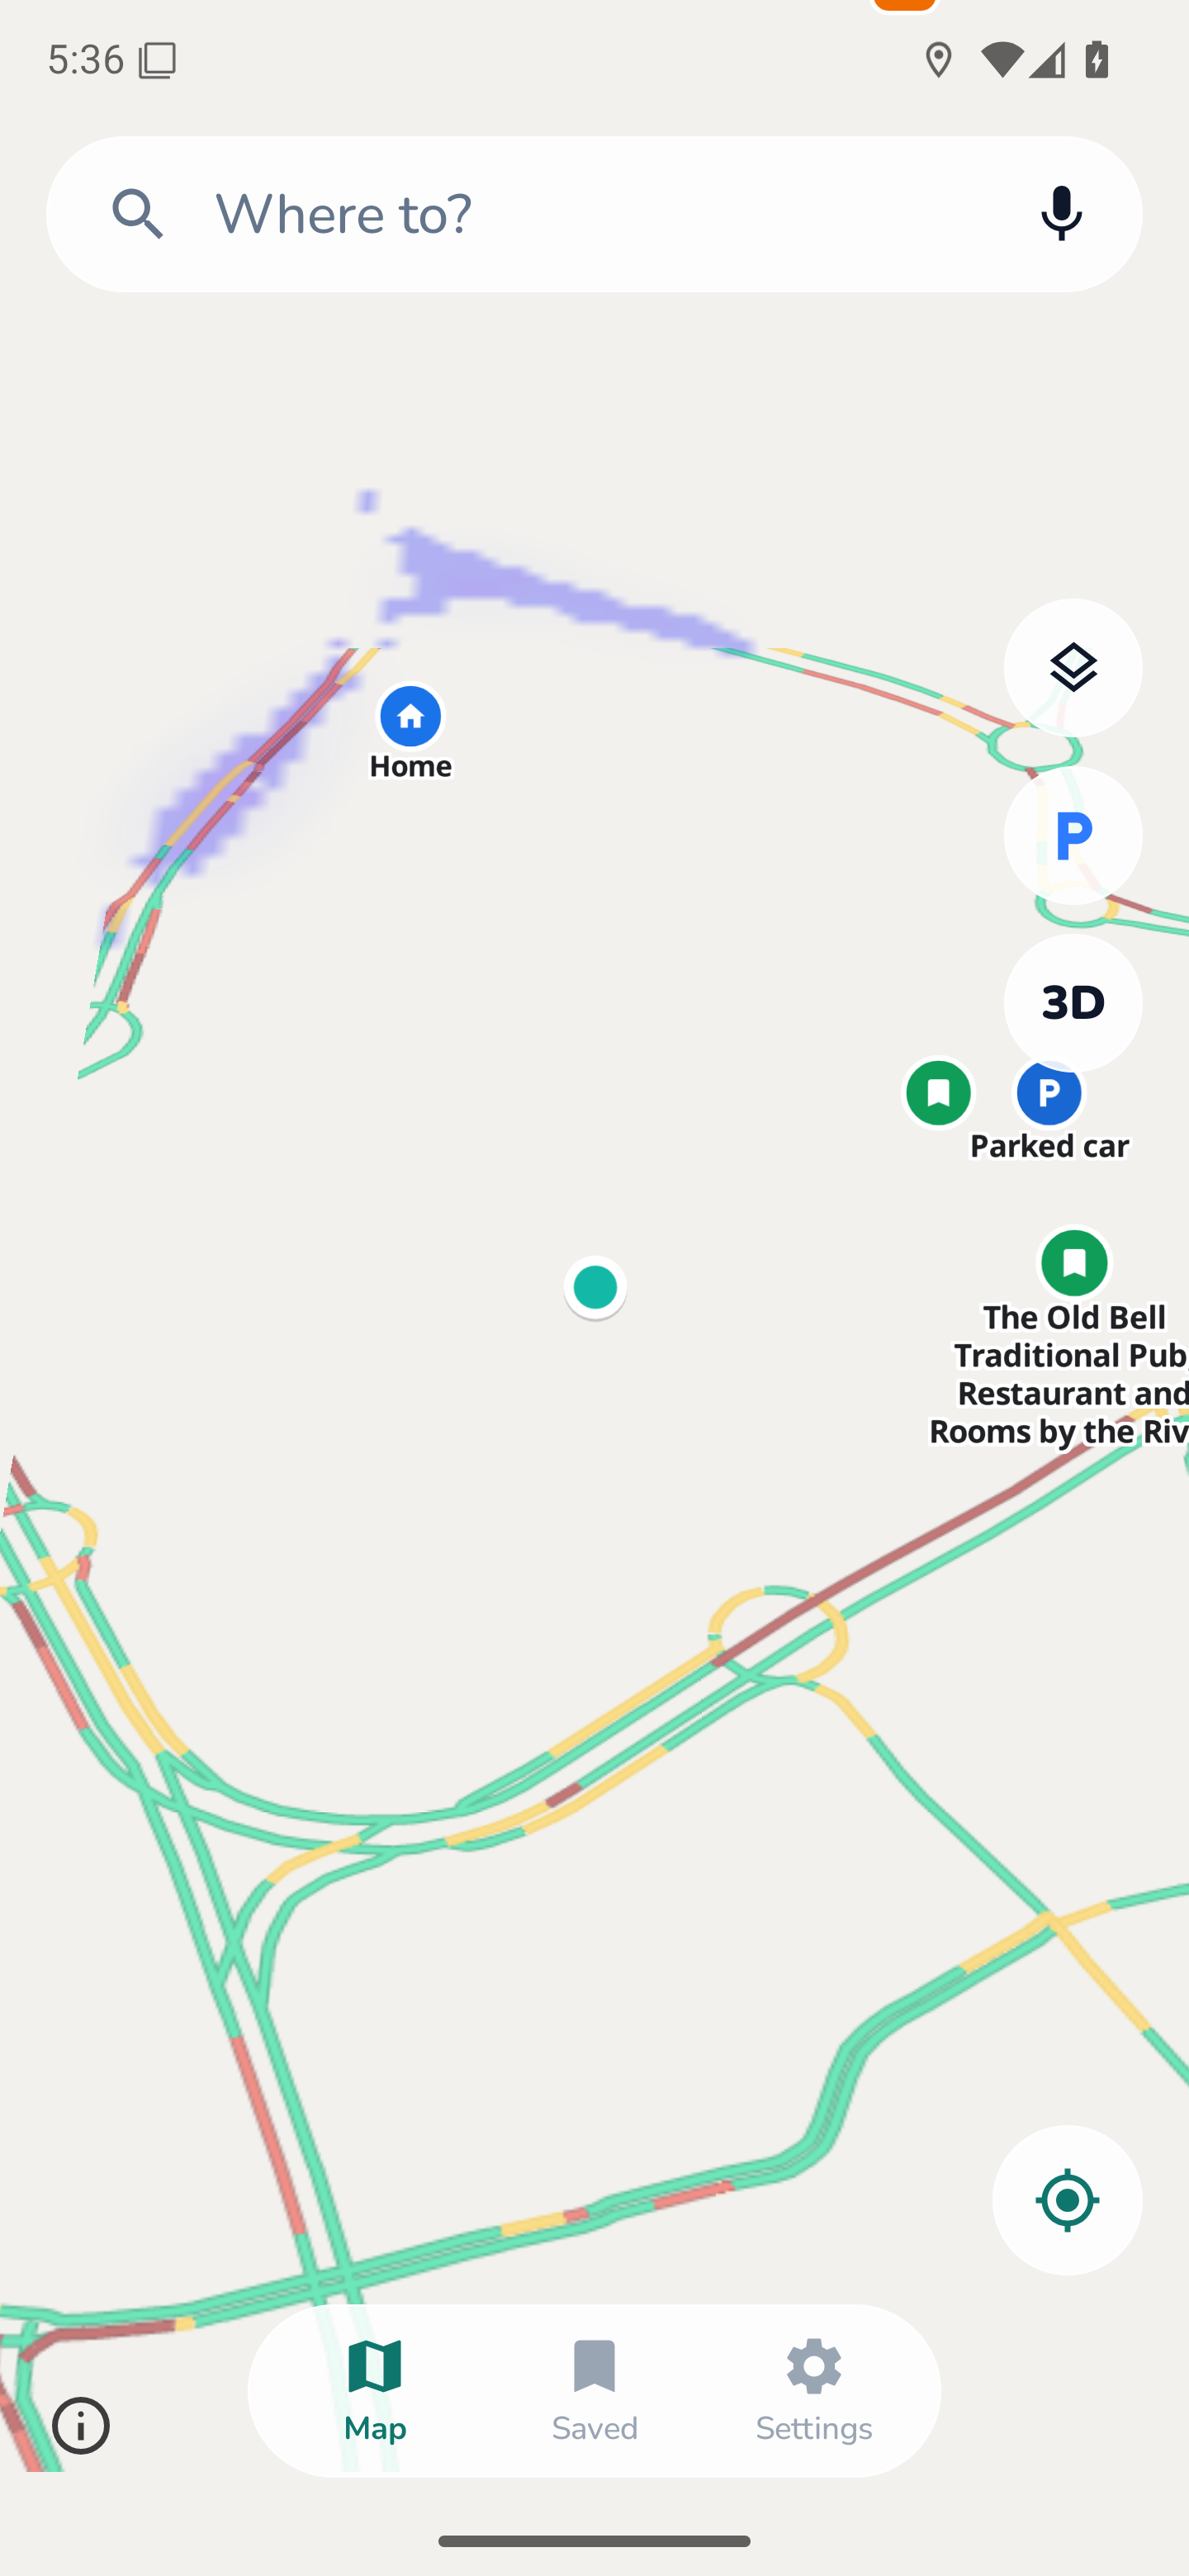 5:36
Where to?
Home
P
3D
P
Parked car
The Old Bell
Traditional Pub,
Restaurant and
Rooms by the Riv
Map
Saved
Settings